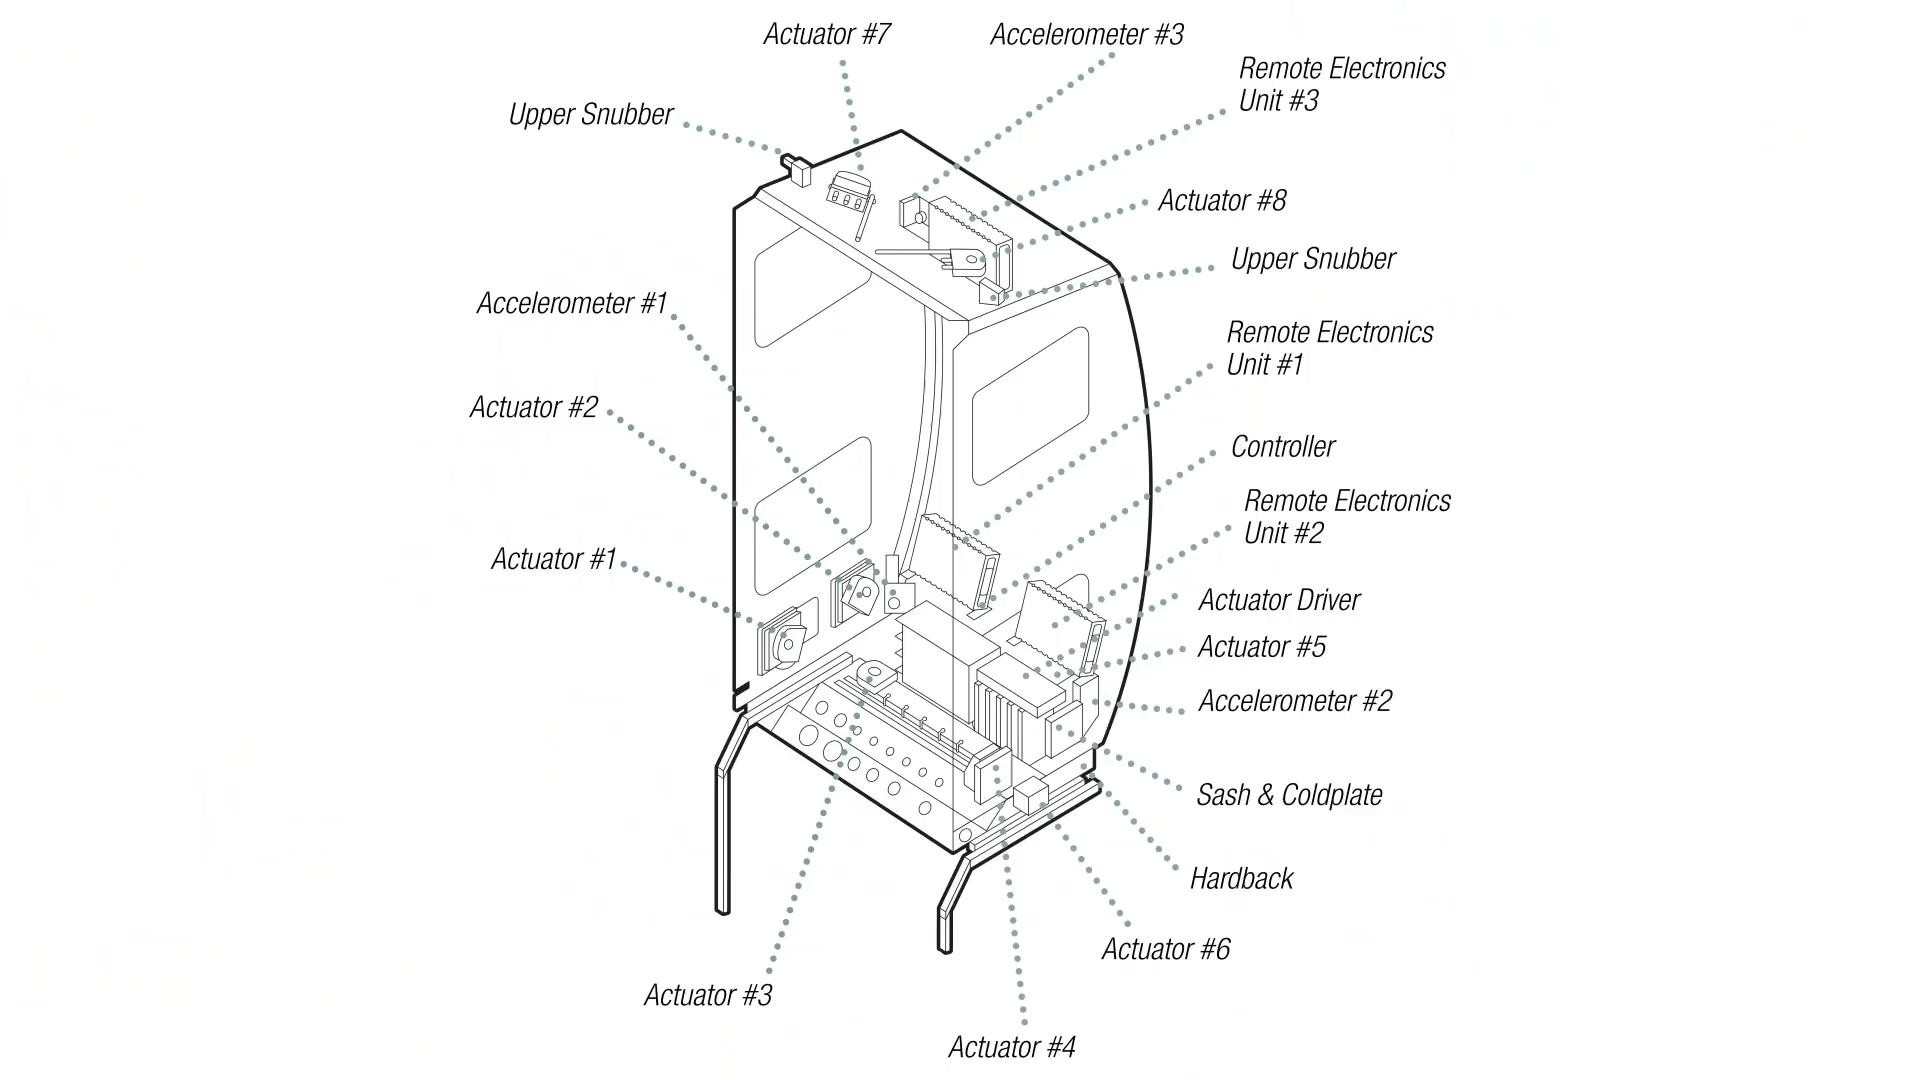 Actuator #7
Accelerometer #3
Remote Electronics
Unit #3
Upper Snubber
Actuator #8
Upper Snubber
Accelerometer #1
Remote Electronics
Unit #1
Actuator #2
Controller
Remote Electronics
Unit #2
Actuator #1
Actuator Driver
Actuator #5
Accelerometer #2
Sash & Coldplate
Hardback
Actuator #6
Actuator #3
Actuator #4